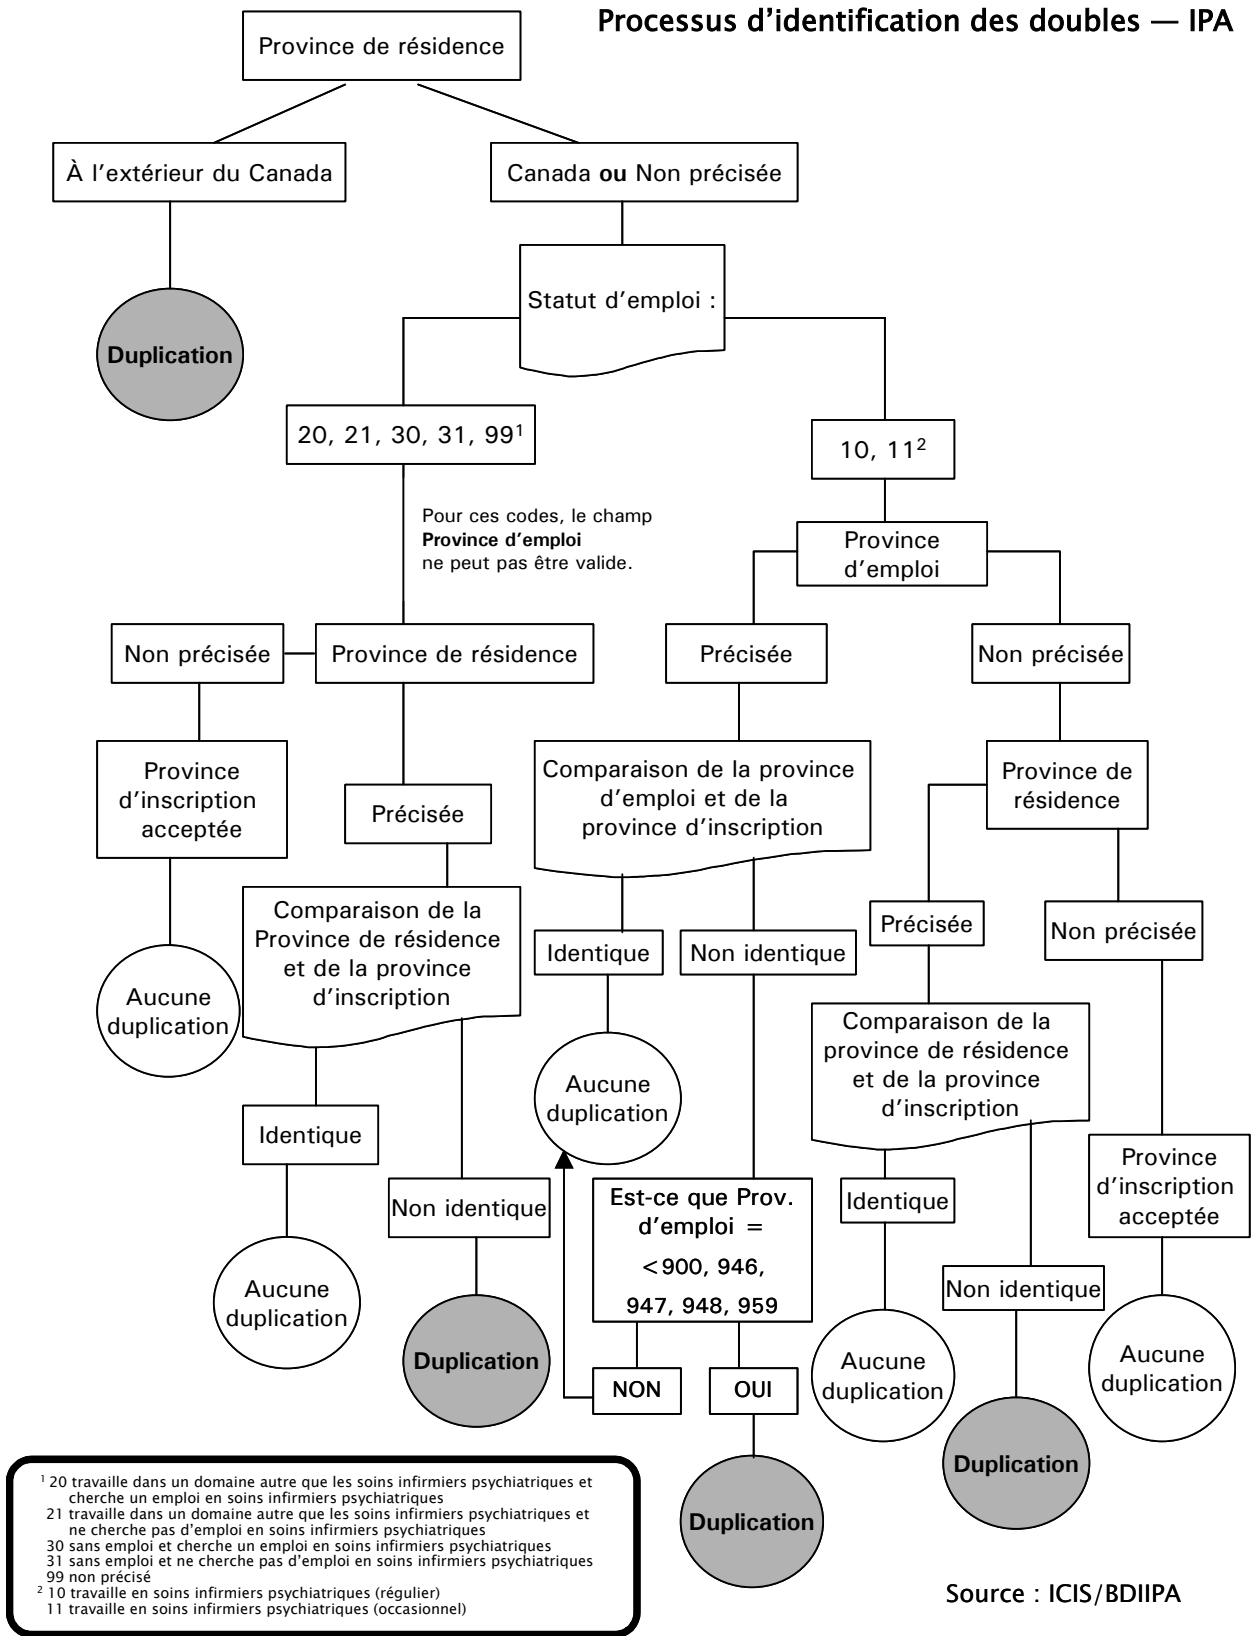 Processus d'identification des doubles — IPA
Province de résidence
À l'extérieur du Canada
Canada ou Non précisée
Duplication
Statut d'emploi :
20, 21, 30, 31, 99¹
10, 11²
Pour ces codes, le champ
Province d'emploi
ne peut pas être valide.
Province
d'emploi
Non précisée
Province de résidence
Précisée
Non précisée
Province
d'inscription
acceptée
Précisée
Comparaison de la province
d'emploi et de la
province d'inscription
Province de
résidence
Comparaison de la
Province de résidence
et de la province
d'inscription
Identique
Non identique
Précisée
Non précisée
Aucune
duplication
Comparaison de la
province de résidence
et de la province
d'inscription
Aucune
duplication
Identique
Non identique
Est-ce que Prov.
d'emploi =
<900, 946,
947, 948, 959
Identique
Province
d'inscription
acceptée
Non identique
Aucune
duplication
Duplication
NON
OUI
Aucune
duplication
Aucune
duplication
Duplication
Duplication
¹ 20 travaille dans un domaine autre que les soins infirmiers psychiatriques et
cherche un emploi en soins infirmiers psychiatriques
21 travaille dans un domaine autre que les soins infirmiers psychiatriques et
ne cherche pas d'emploi en soins infirmiers psychiatriques
30 sans emploi et cherche un emploi en soins infirmiers psychiatriques
31 sans emploi et ne cherche pas d'emploi en soins infirmiers psychiatriques
99 non précisé
² 10 travaille en soins infirmiers psychiatriques (régulier)
11 travaille en soins infirmiers psychiatriques (occasionnel)
Source : ICIS/BDIIPA